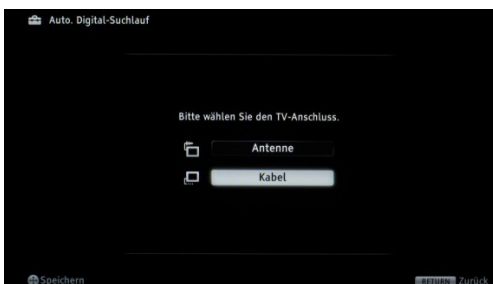 Auto. Digital-Suchlauf
Bitte wählen Sie den TV-Anschluss.
Antenne
Kabel
Speichern
RETURN Zurück